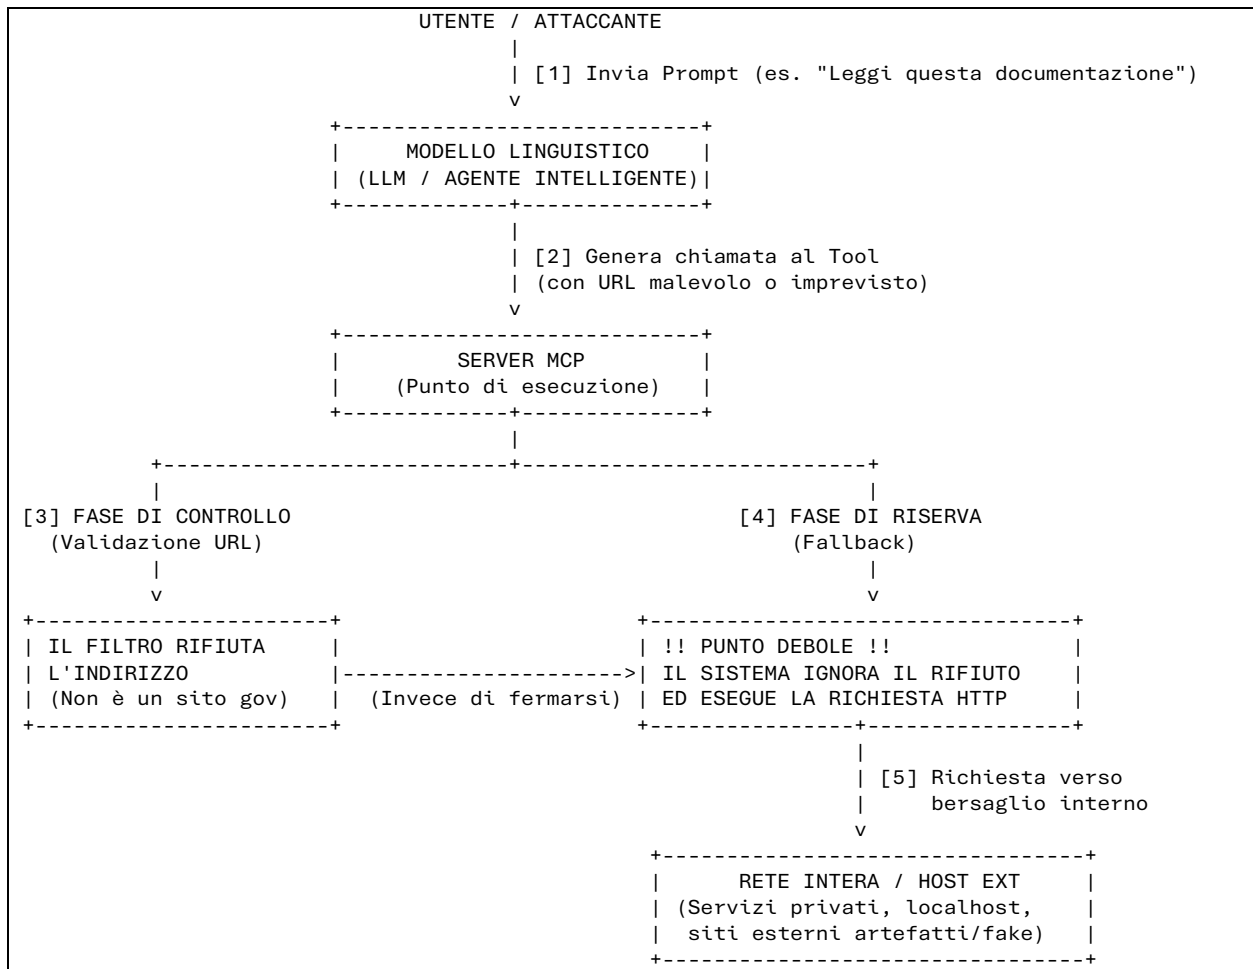 UTENTE / ATTACCANTE
[1] Invia Prompt (es. "Leggi questa documentazione")
MODELLO LINGUISTICO
(LLM / AGENTE INTELLIGENTE)
[2] Genera chiamata al Tool
(con URL malevolo o imprevisto)
SERVER MCP
(Punto di esecuzione)
[3] FASE DI CONTROLLO
(Validazione URL)
[4] FASE DI RISERVA
(Fallback)
IL FILTRO RIFIUTA
L'INDIRIZZO
(Non è un sito gov)
(Invece di fermarsi)
!! PUNTO DEBOLE !!
IL SISTEMA IGNORA IL RIFIUTO
ED ESEGUE LA RICHIESTA HTTP
[5] Richiesta verso
bersaglio interno
RETE INTERA / HOST EXT
(Servizi privati, localhost,
siti esterni artefatti/fake)